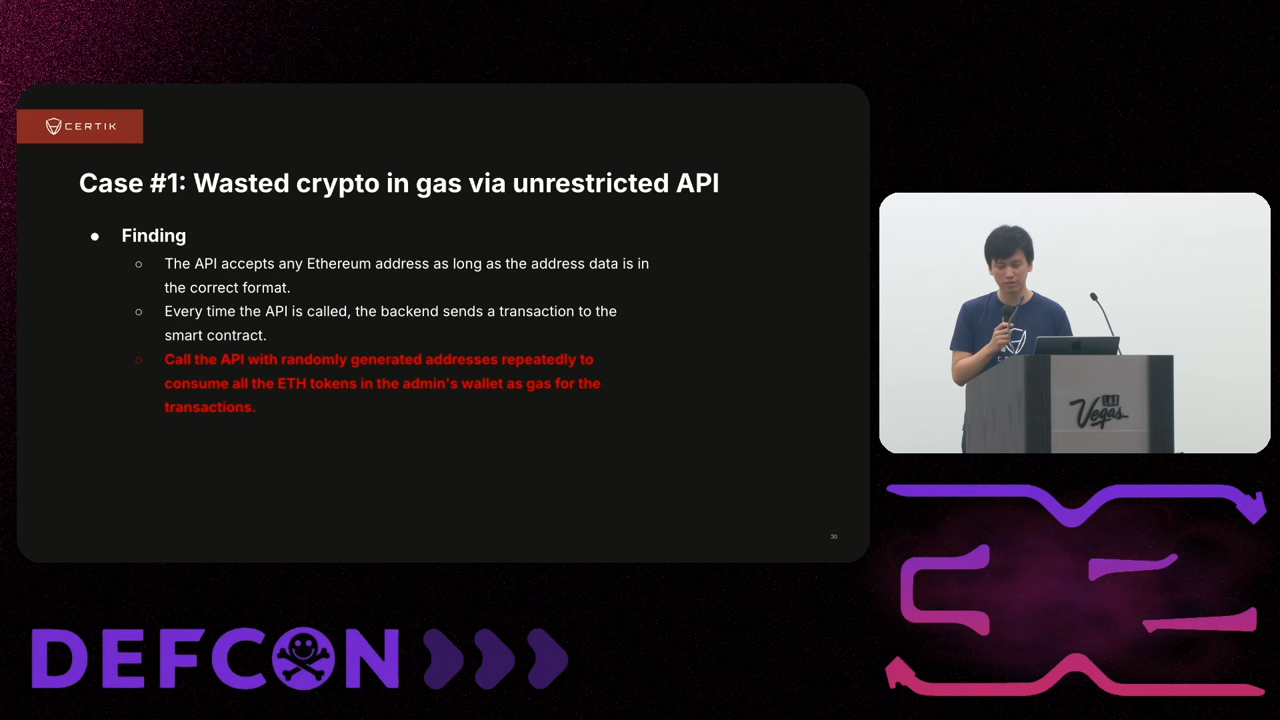 CERTIK
Case #1: Wasted crypto in gas via unrestricted API
● Finding
○ The API accepts any Ethereum address as long as the address data is in
the correct format.
○ Every time the API is called, the backend sends a transaction to the
smart contract.
○ Call the API with randomly generated addresses repeatedly to
consume all the ETH tokens in the admin's wallet as gas for the
transactions.
30
LAS
Vegas
DEFCON